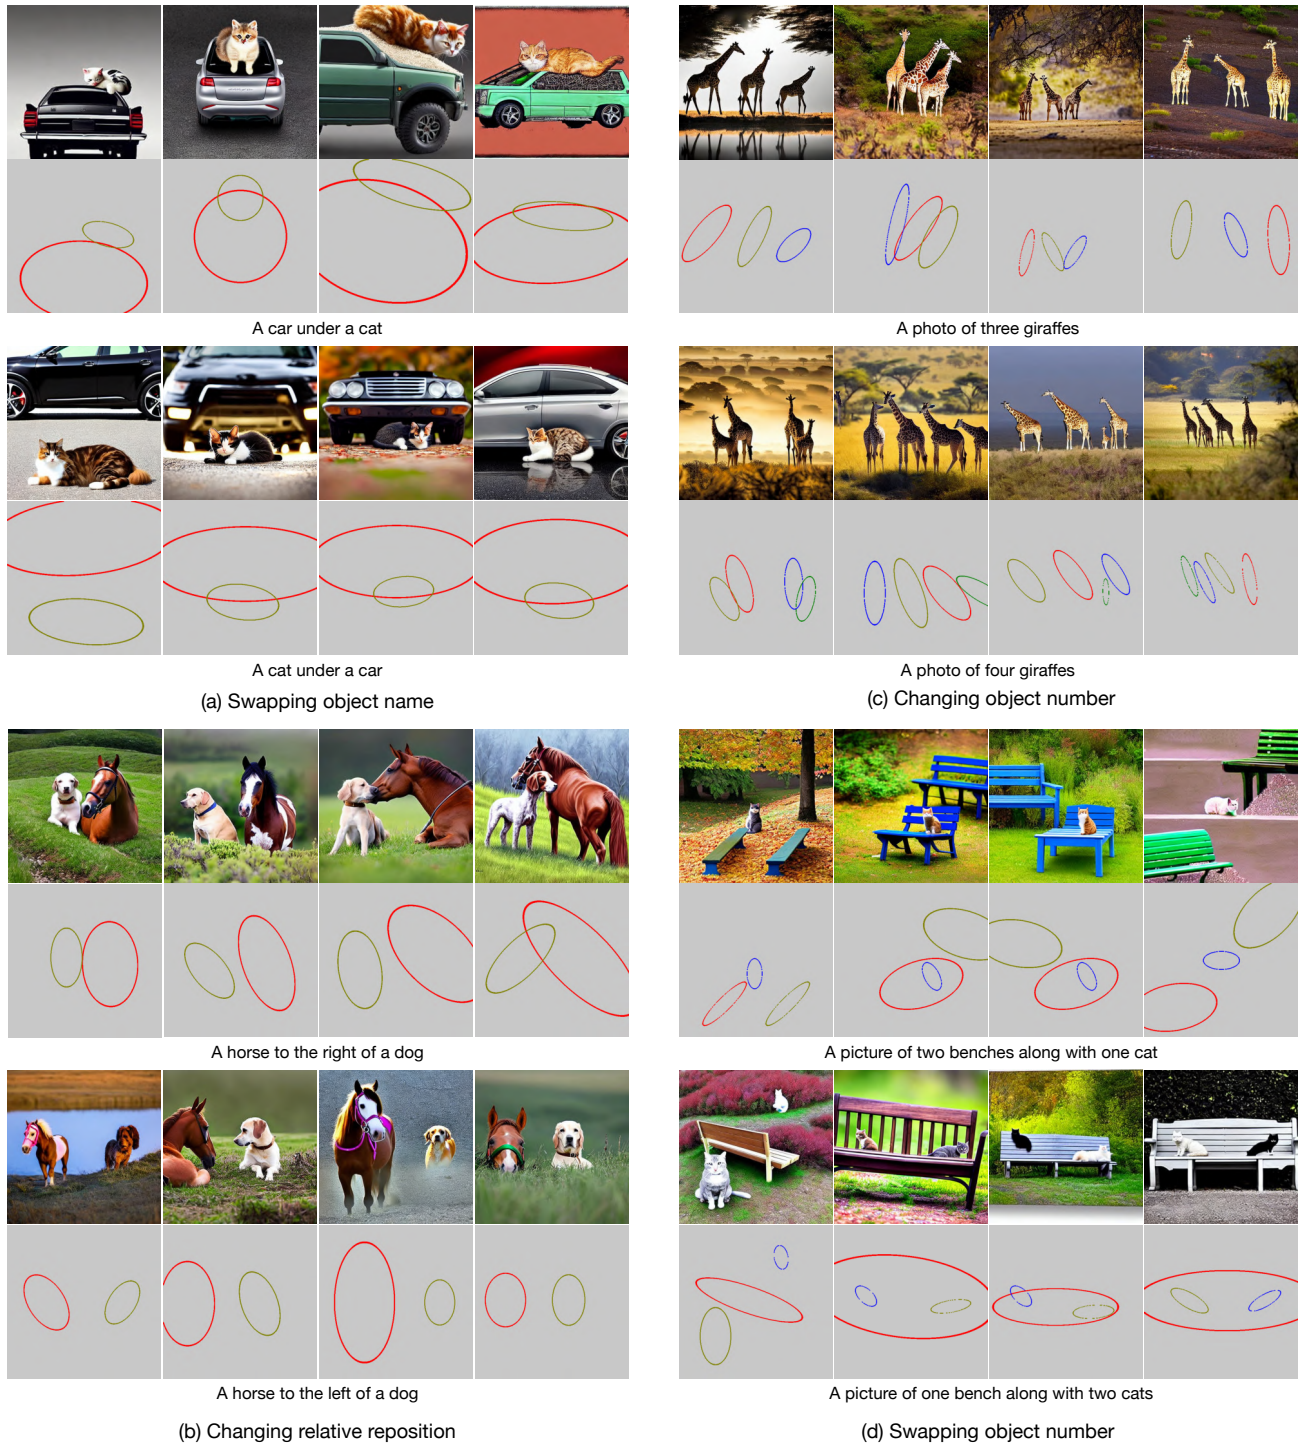 A car under a cat
A cat under a car
(a) Swapping object name
A photo of three giraffes
A photo of four giraffes
(c) Changing object number
A horse to the right of a dog
A horse to the left of a dog
(b) Changing relative reposition
A picture of two benches along with one cat
A picture of one bench along with two cats
(d) Swapping object number